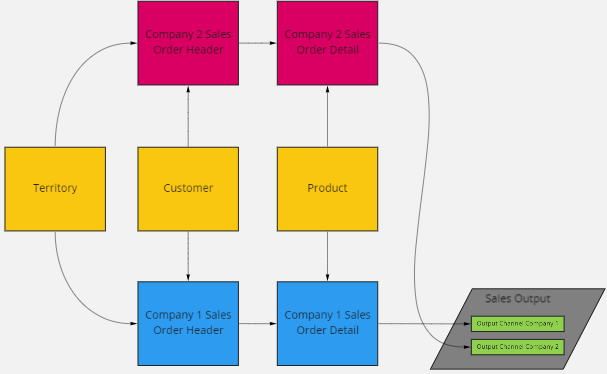 Company 2 Sales
Order Header
Company 2 Sales
Order Detail
Territory
Customer
Product
Company 1 Sales
Order Header
Company 1 Sales
Order Detail
Sales Output
Output Channel Company 1
Output Channel Company 2